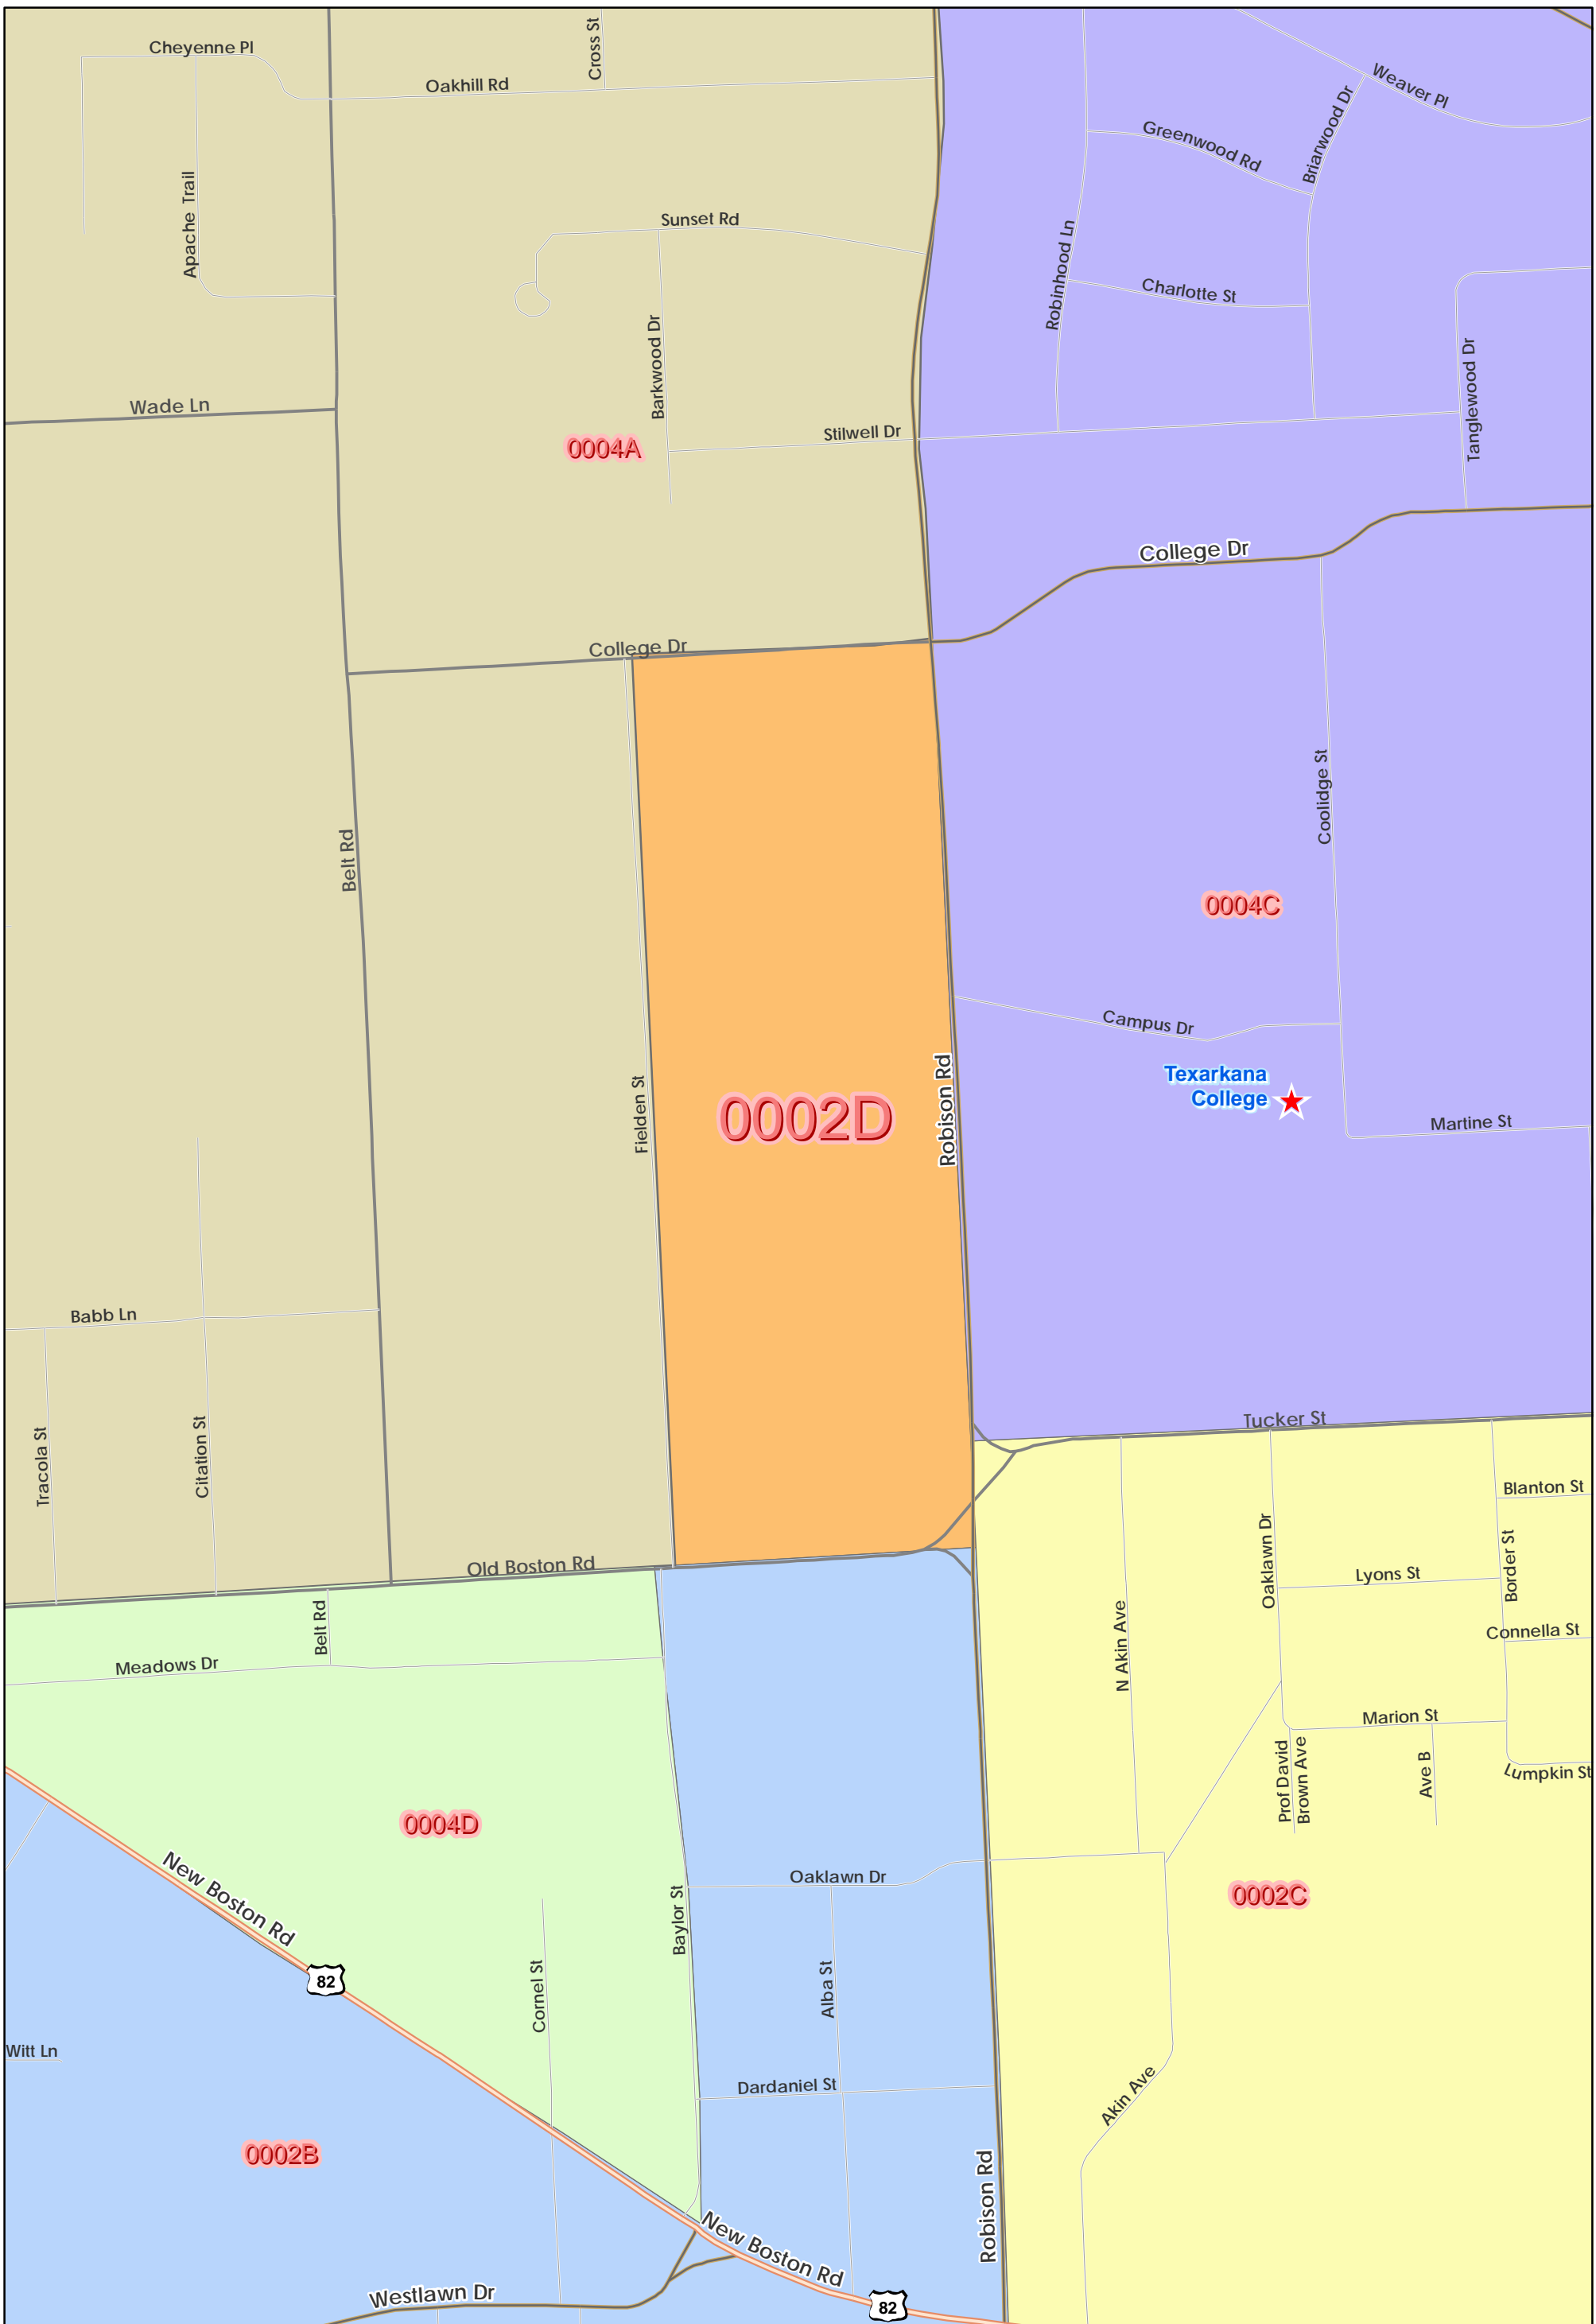 Cheyenne Pl
Cross St
Oakhill Rd
Weaver Pl
Briarwood Dr
Greenwood Rd
Apache Trail
Sunset Rd
Robinhood Ln
Charlotte St
Barkwood Dr
Tanglewood Dr
Wade Ln
Stilwell Dr
0004A
College Dr
College Dr
Coolidge St
Belt Rd
0004C
Campus Dr
Robison Rd
Fielden St
0002D
Texarkana
College
Martine St
Babb Ln
Tucker St
Tracola St
Citation St
Blanton St
Oaklawn Dr
Border St
Old Boston Rd
Lyons St
Belt Rd
N Akin Ave
Connella St
Meadows Dr
Marion St
Prof David
Brown Ave
Ave B
Lumpkin St
0004D
New Boston Rd
Oaklawn Dr
0002C
Baylor St
82
Cornel St
Alba St
Witt Ln
Dardaniel St
Akin Ave
0002B
Robison Rd
New Boston Rd
Westlawn Dr
82